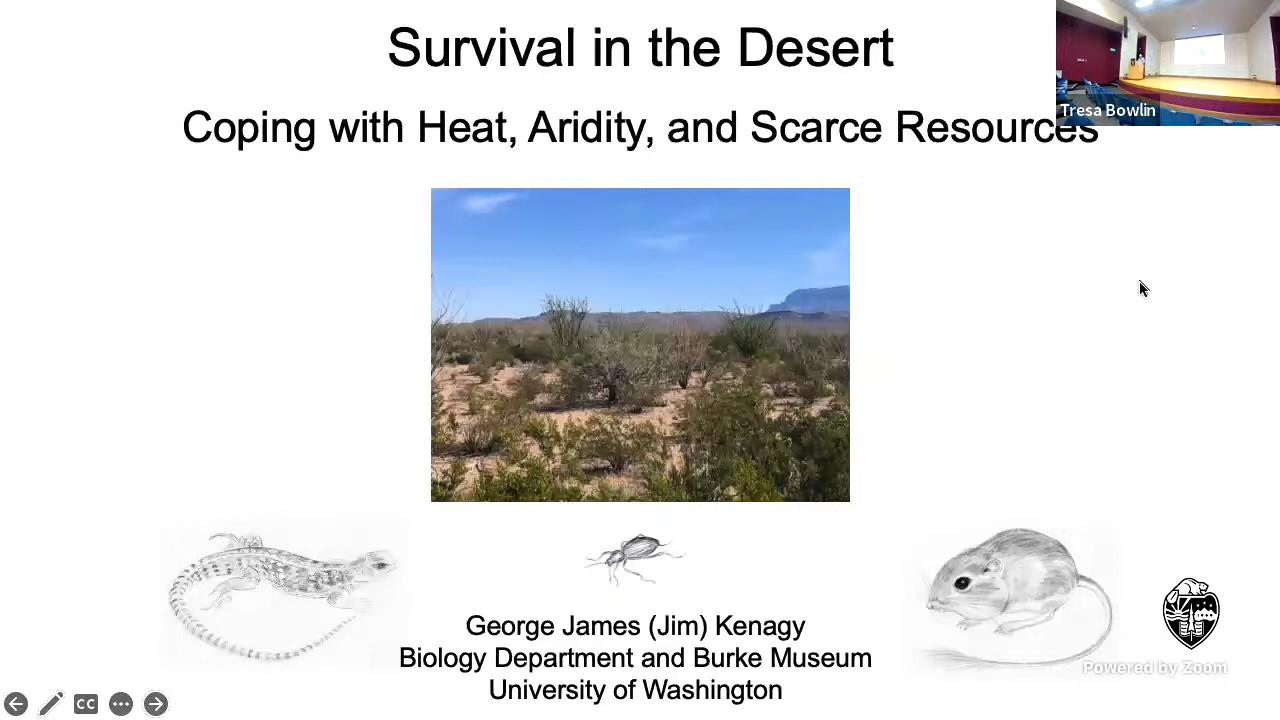 Survival in the Desert
Coping with Heat, Aridity, and Scarce Resources
Tresa Bowlin
George James (Jim) Kenagy
Biology Department and Burke Museum
University of Washington
Powered by Zoom
CC